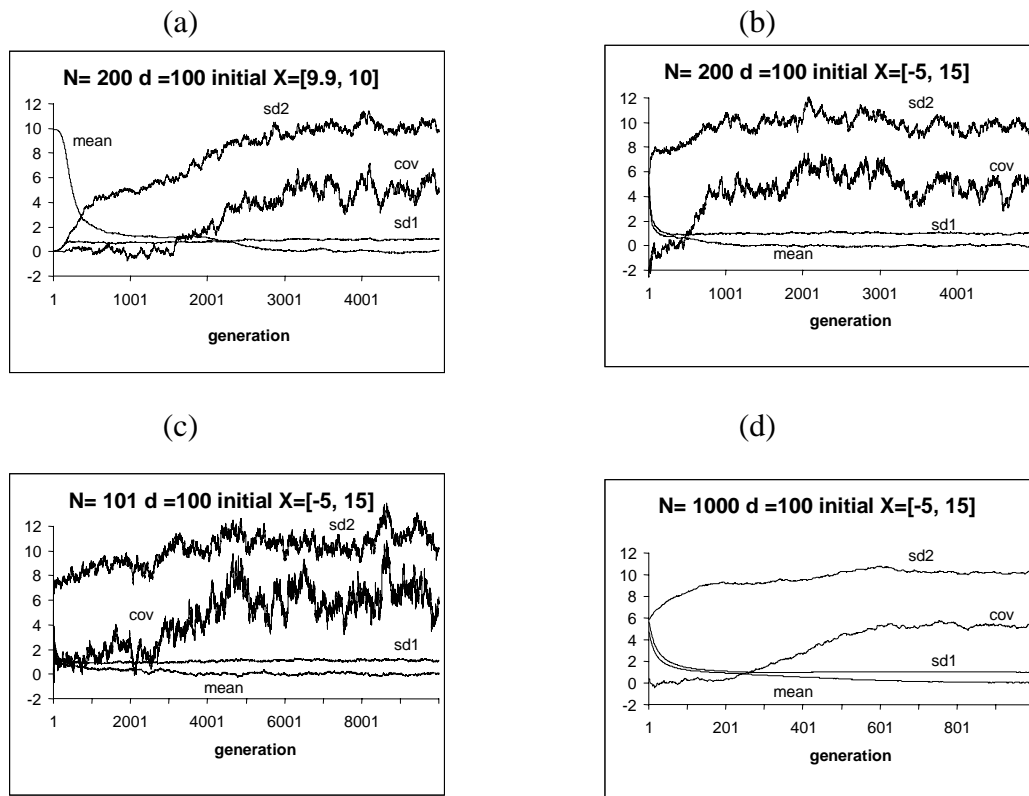 (a)
N= 200 d =100 initial X=[9.9, 10]
12
10
8
6
4
2
0
-2
mean
sd2
cov
sd1
1 1001 2001 3001 4001
generation
(b)
N= 200 d =100 initial X=[-5, 15]
12
10
8
6
4
2
0
-2
sd2
cov
sd1
mean
1 1001 2001 3001 4001
generation
(c)
N= 101 d =100 initial X=[-5, 15]
12
10
8
6
4
2
0
-2
sd2
cov
sd1
mean
1 2001 4001 6001 8001
generation
(d)
N= 1000 d =100 initial X=[-5, 15]
12
10
8
6
4
2
0
-2
sd2
cov
sd1
mean
1 201 401 601 801
generation